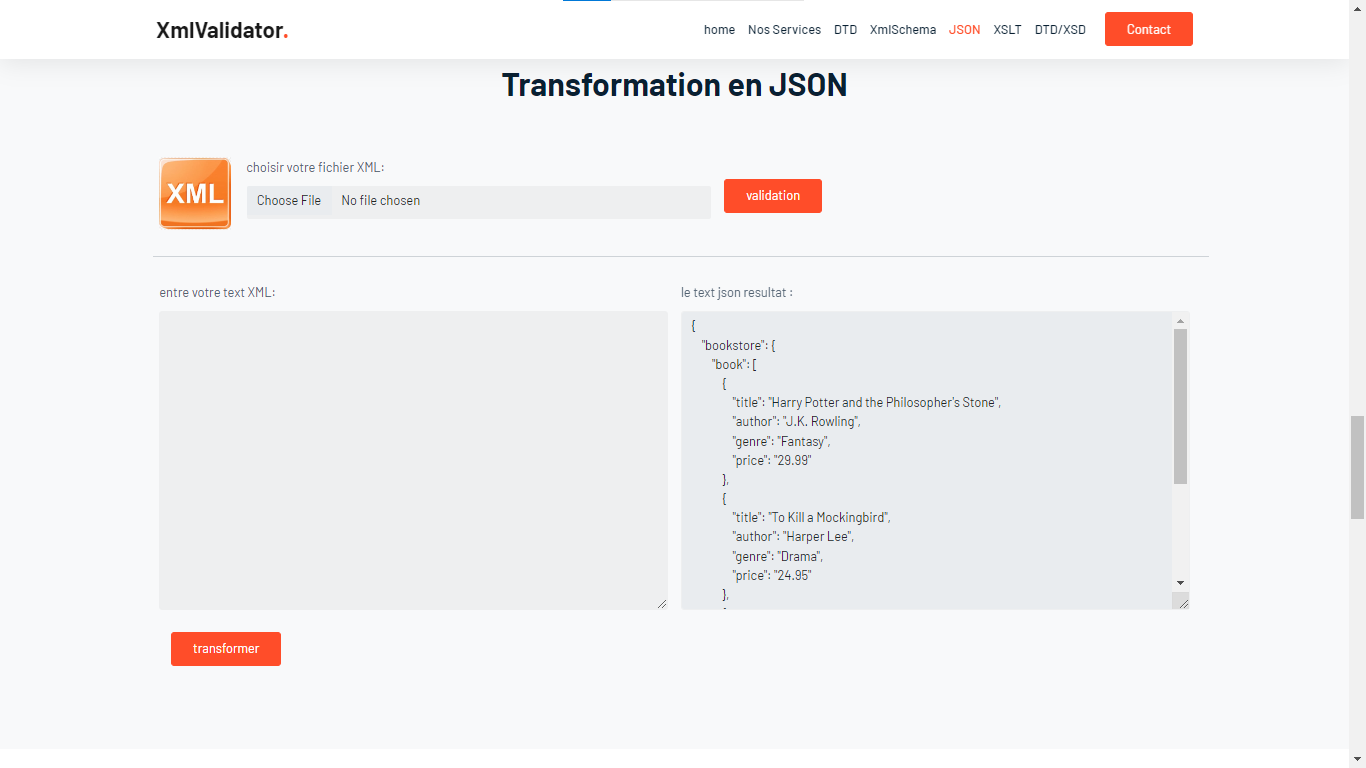 XmlValidator.
home Nos Services DTD XmlSchema JSON XSLT DTD/XSD Contact
Transformation en JSON
XML
choisir votre fichier XML:
Choose File No file chosen
validation
entre votre text XML:
le text json resultat :
{
"bookstore": {
"book": [
{
"title": "Harry Potter and the Philosopher's Stone",
"author": "J.K. Rowling",
"genre": "Fantasy",
"price": "29.99"
},
{
"title": "To Kill a Mockingbird",
"author": "Harper Lee",
"genre": "Drama",
"price": "24.95"
},
transformer